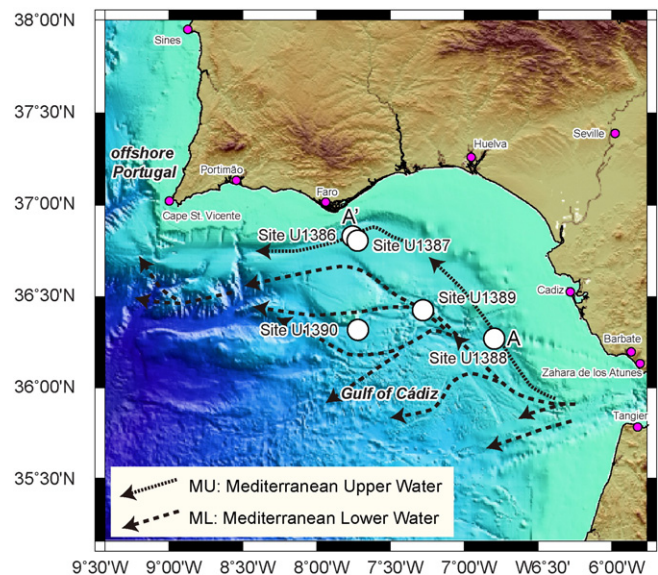 38°00'N
Sines
37°30'N
Huelva
Seville
offshore
Portugal
Portimão
37°00'N
Faro
Cape St. Vicente
A'
Site U1386
Site U1387
36°30'N
Site U1389
Cadiz
Site U1390
A
Barbate
Site U1388
Zahara de los Atunes
36°00'N
Gulf of Cádiz
Tangier
35°30'N
MU: Mediterranean Upper Water
ML: Mediterranean Lower Water
9°30'W 9°00'W 8°30'W 8°00'W 7°30'W 7°00'W 6°30'W 6°00'W